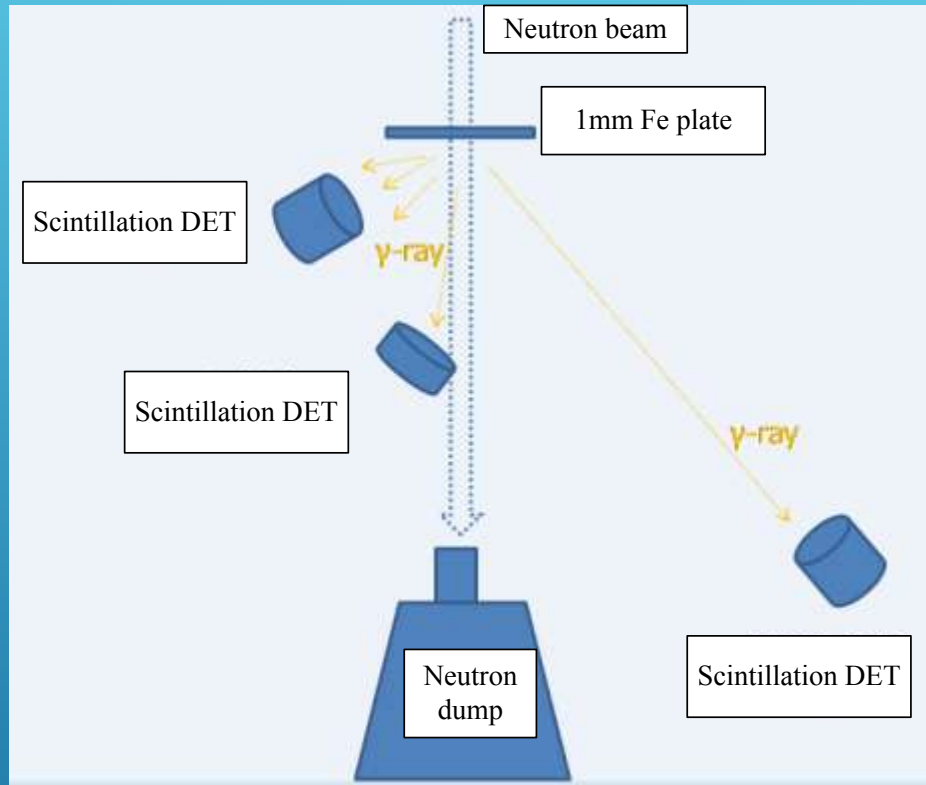 Neutron beam
1mm Fe plate
Scintillation DET
γ-ray
Scintillation DET
γ-ray
Neutron
dump
Scintillation DET